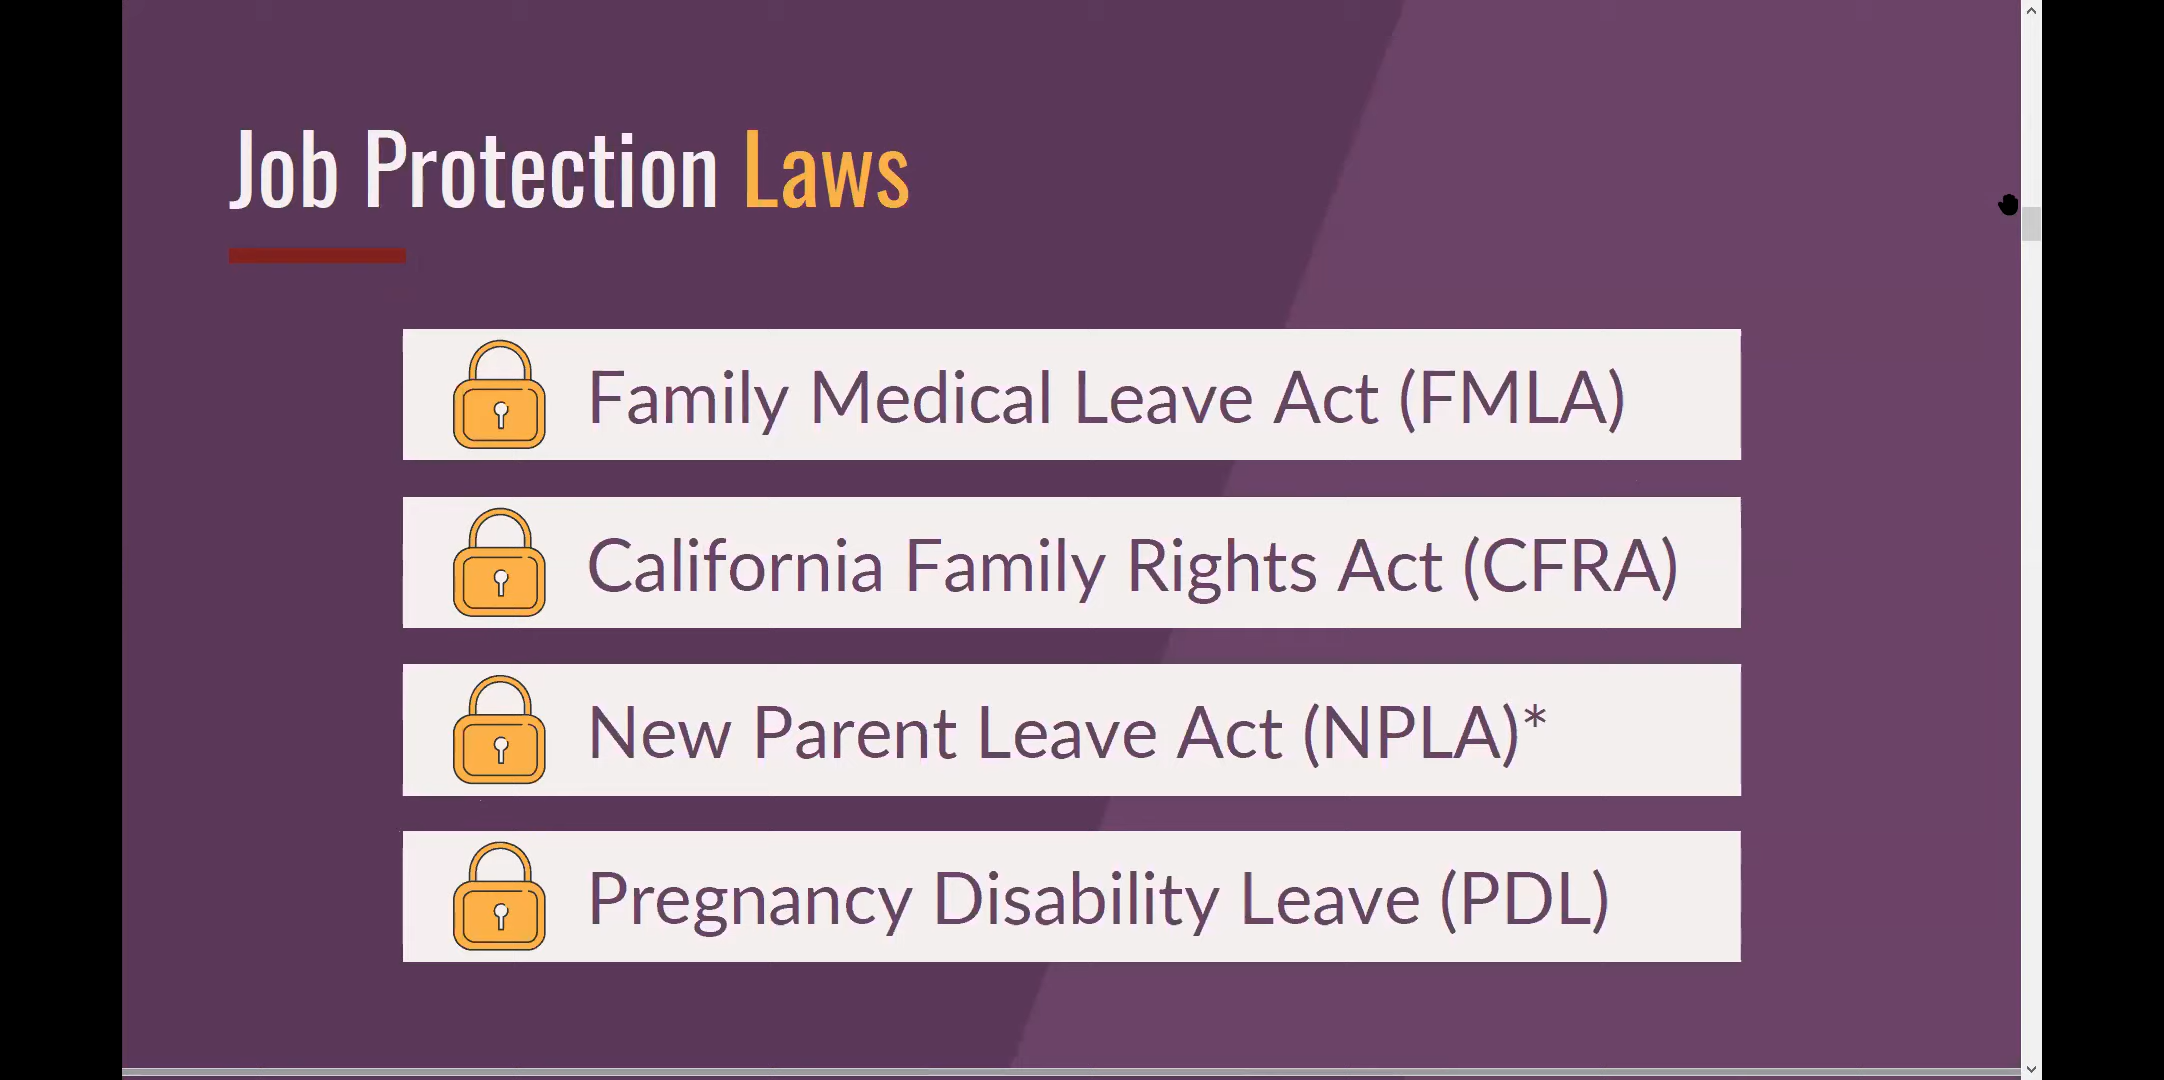 Job Protection Laws
Family Medical Leave Act (FMLA)
California Family Rights Act (CFRA)
New Parent Leave Act (NPLA)*
Pregnancy Disability Leave (PDL)